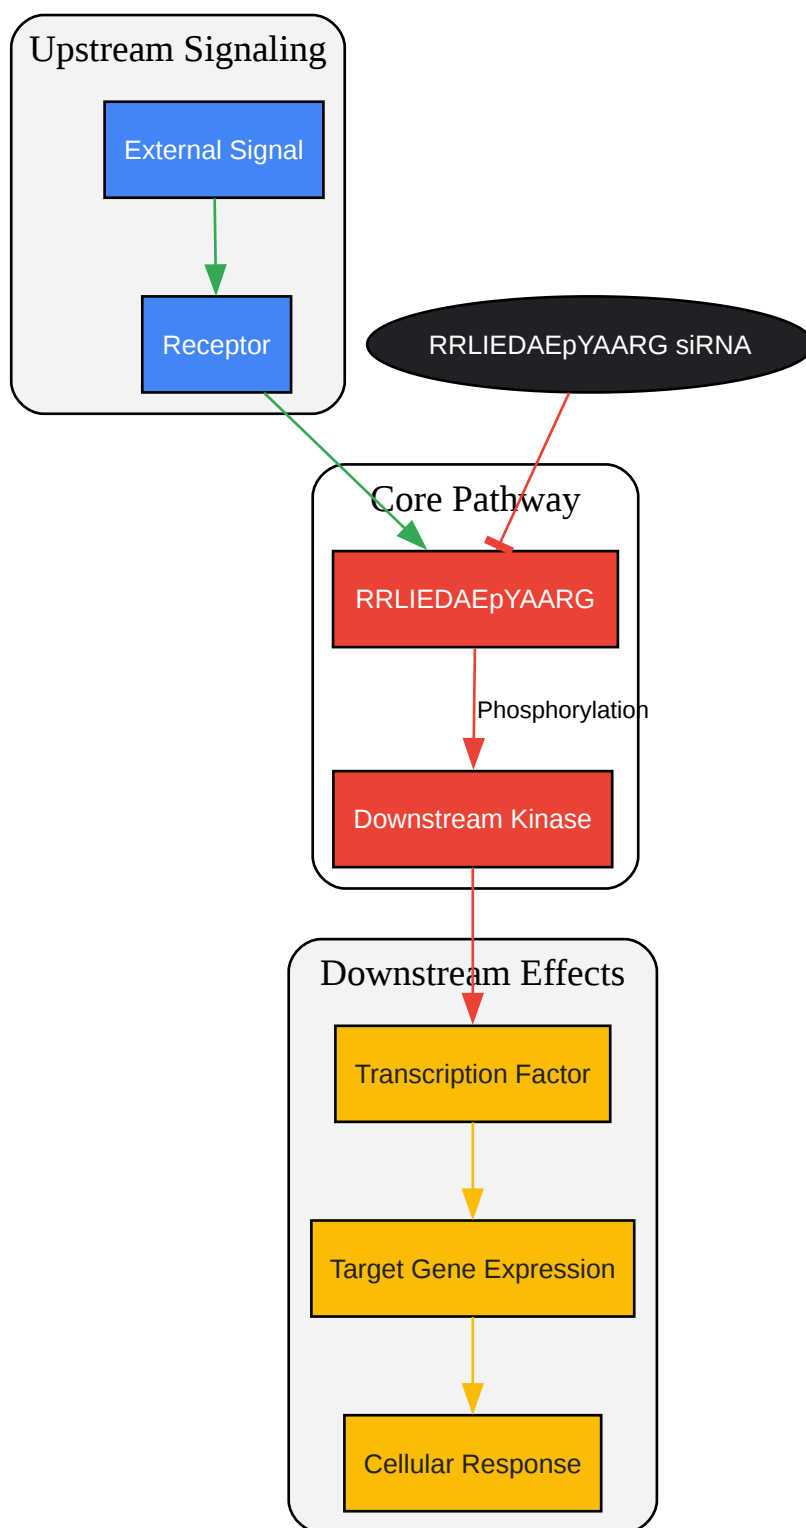 Upstream Signaling
External Signal
Receptor
RRLIEDAEpYAARG siRNA
Core Pathway
RRLIEDAEpYAARG
Phosphorylation
Downstream Kinase
Downstream Effects
Transcription Factor
Target Gene Expression
Cellular Response